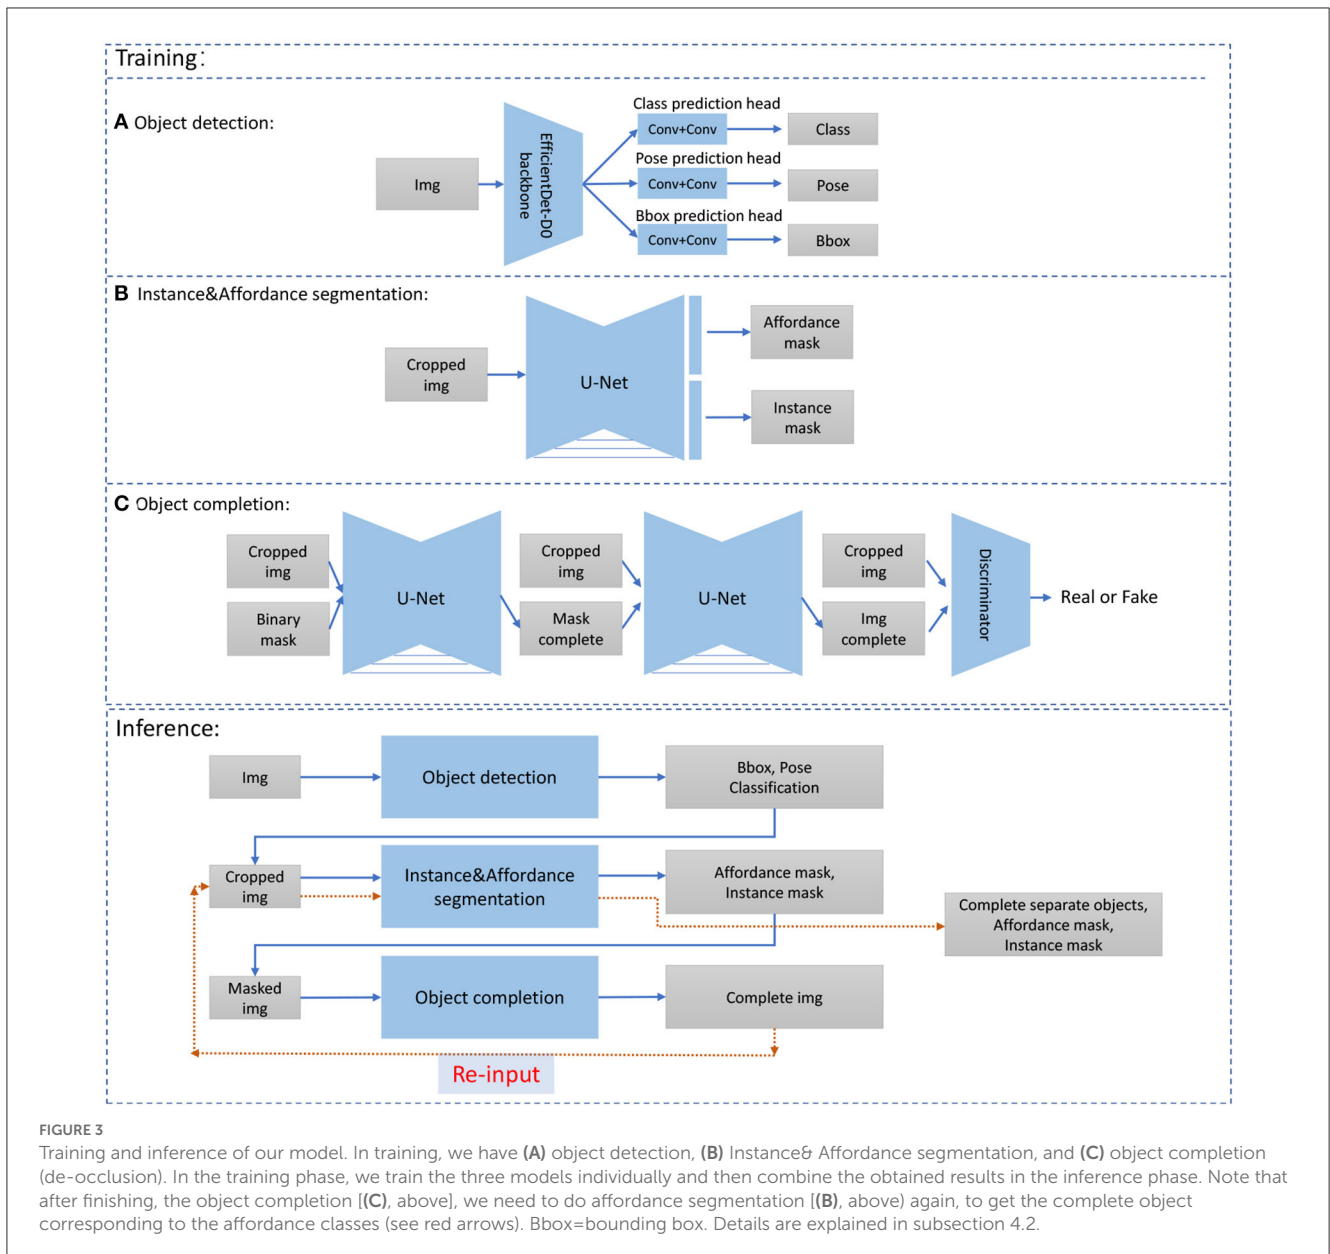 Training:
A Object detection:
Img
EfficientDet-D0
backbone
Class prediction head
Conv+Conv
Class
Pose prediction head
Conv+Conv
Pose
Bbox prediction head
Conv+Conv
Bbox
B Instance&Affordance segmentation:
Cropped
img
U-Net
Affordance
mask
Instance
mask
C Object completion:
Cropped
img
Binary
mask
U-Net
Cropped
img
Mask
complete
U-Net
Cropped
img
Img
complete
Discriminator
Real or Fake
Inference:
Img
Object detection
Bbox, Pose
Classification
Cropped
img
Instance&Affordance
segmentation
Affordance mask,
Instance mask
Complete separate objects,
Affordance mask,
Instance mask
Masked
img
Object completion
Complete img
Re-input
FIGURE 3
Training and inference of our model. In training, we have (A) object detection, (B) Instance& Affordance segmentation, and (C) object completion
(de-occlusion). In the training phase, we train the three models individually and then combine the obtained results in the inference phase. Note that
after finishing, the object completion [(C), above], we need to do affordance segmentation [(B), above) again, to get the complete object
corresponding to the affordance classes (see red arrows). Bbox=bounding box. Details are explained in subsection 4.2.